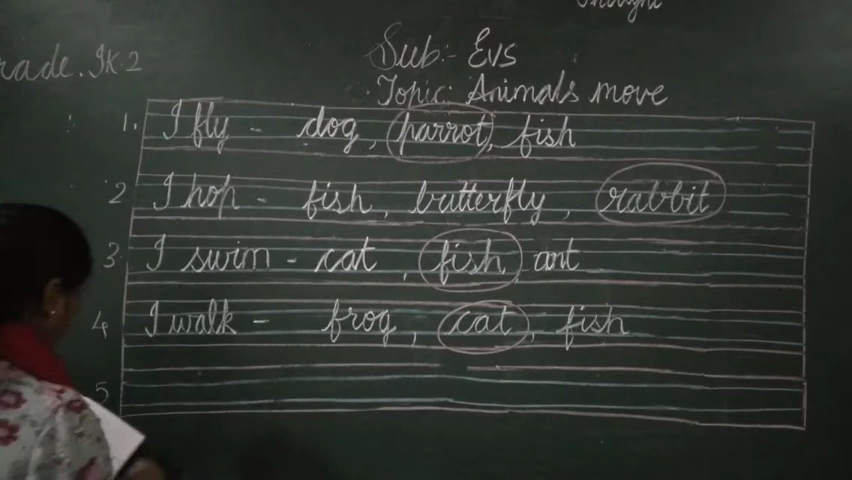 Thought
Sub:- Evs
rade. Jk.2
Topic: Animals move
1. I fly - dog, parrot, fish
2 I hop - fish, butterfly, rabbit
3. I swim - cat, fish, ant
4. I walk - frog, cat, fish
5